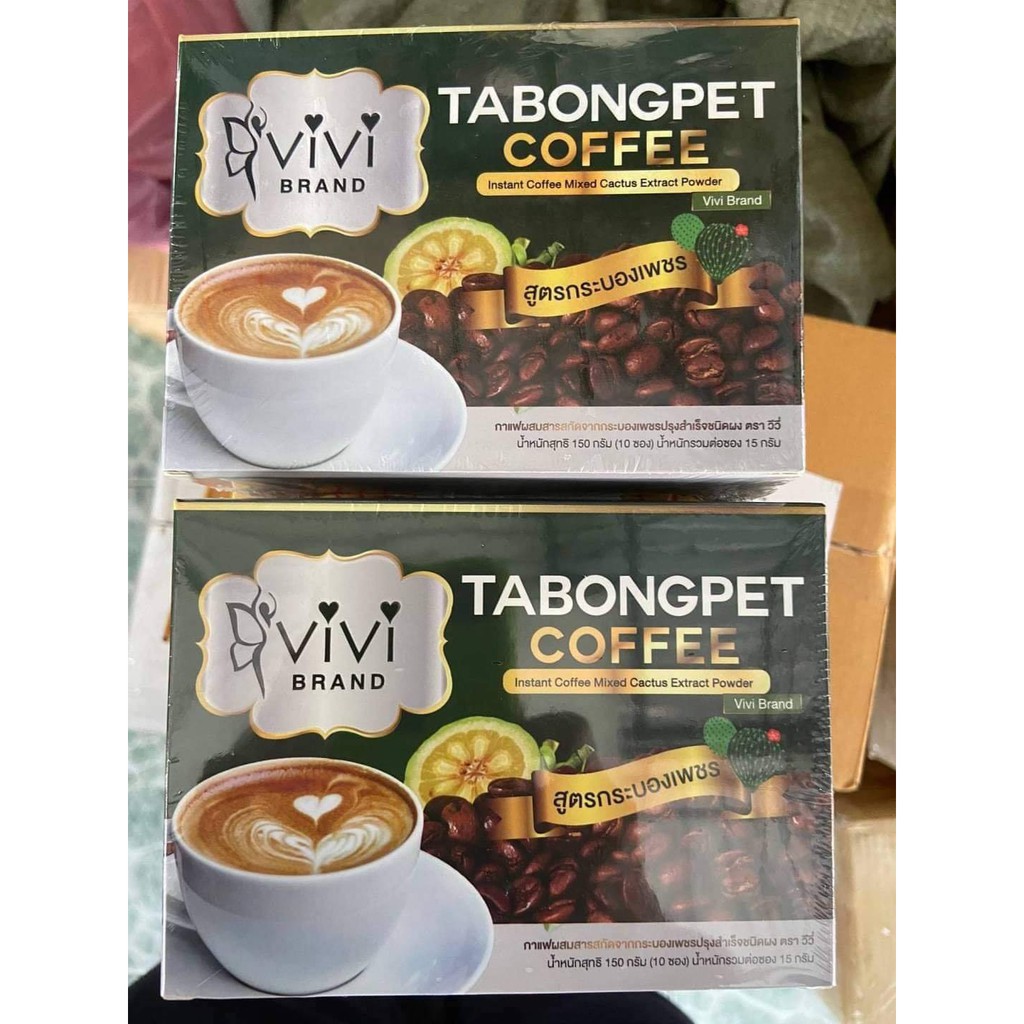 ViVi
BRAND
TABONGPET
COFFEE
Instant Coffee Mixed Cactus Extract Powder
Vivi Brand
สูตรกระบองเพชร
กาแฟผสมสารสกัดจากกระบองเพชรปรุงสำเร็จชนิดผง ตรา วีวี่
น้ำหนักสุทธิ 150 กรัม (10 ซอง) น้ำหนักรวมต่อซอง 15 กรัม
ViVi
BRAND
TABONGPET
COFFEE
Instant Coffee Mixed Cactus Extract Powder
Vivi Brand
สูตรกระบองเพชร
กาแฟผสมสารสกัดจากกระบองเพชรปรุงสำเร็จชนิดผง ตรา วีวี่
น้ำหนักสุทธิ 150 กรัม (10 ซอง) น้ำหนักรวมต่อซอง 15 กรัม